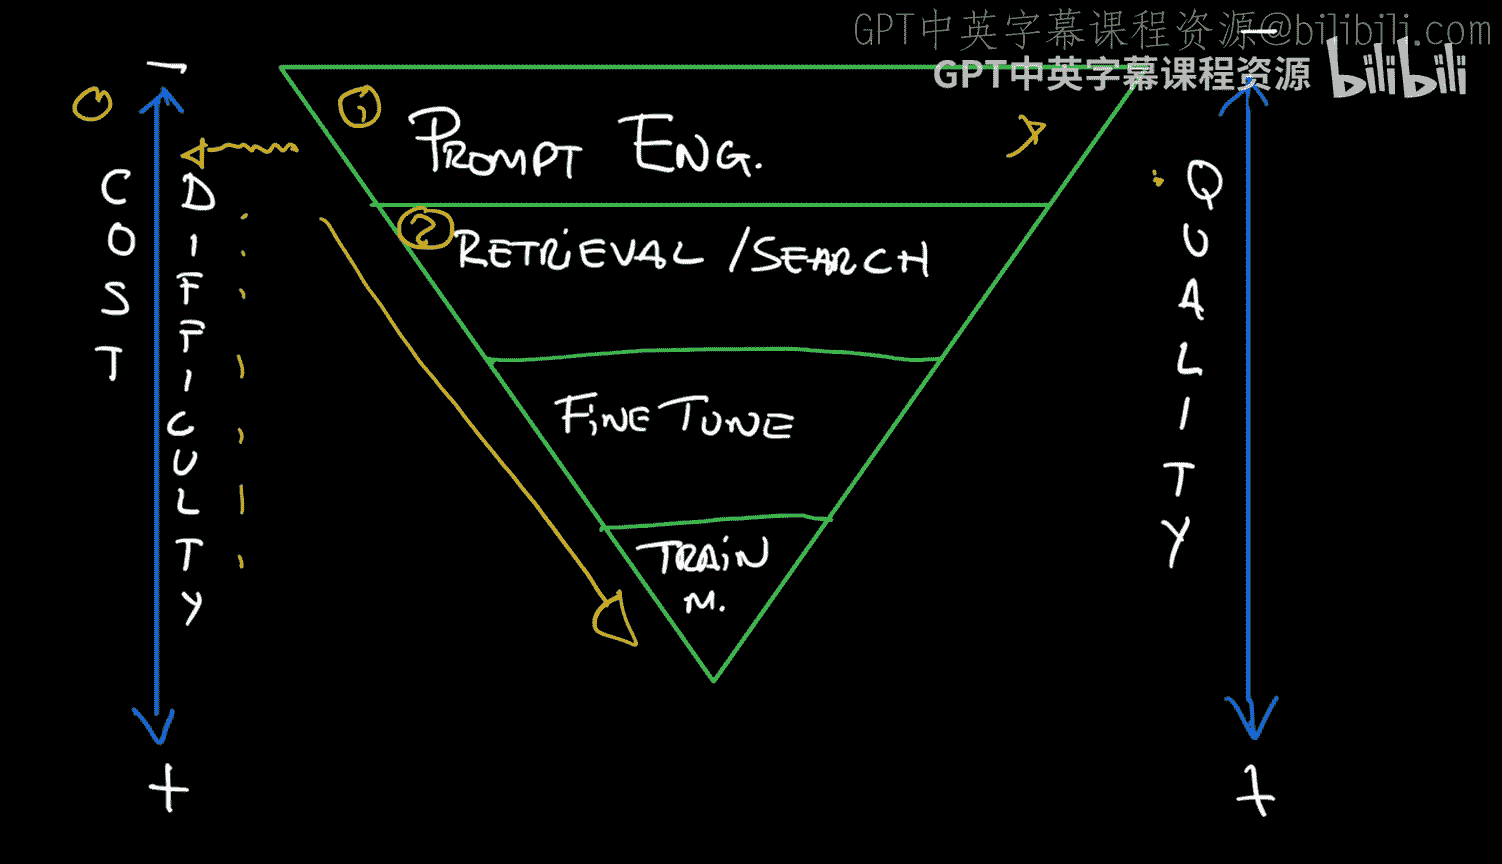 GPT中英字幕课程资源@bilibili.com
GPT中英字幕课程资源 bilibili
−
−
COST
DIFFICULTY
1 PROMPT ENG.
2 RETRIEVAL / SEARCH
FINE TUNE
TRAIN
M.
QUALITY
+
+